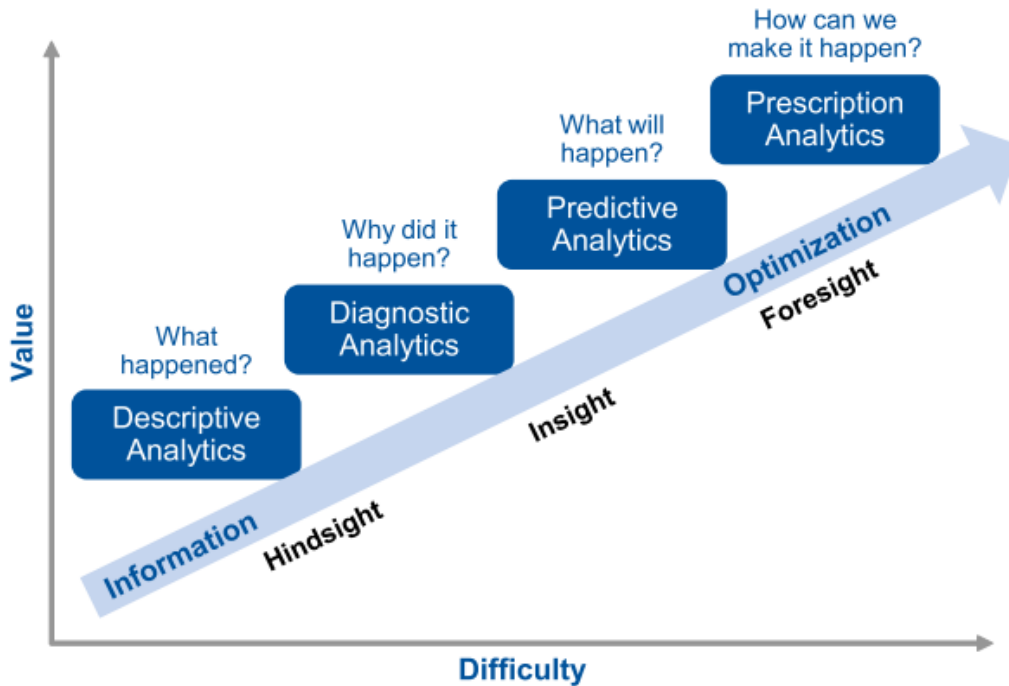 How can we
make it happen?
Prescription
Analytics
What will
happen?
Predictive
Analytics
Why did it
happen?
Diagnostic
Analytics
What
happened?
Descriptive
Analytics
Optimization
Foresight
Insight
Information
Hindsight
Value
Difficulty